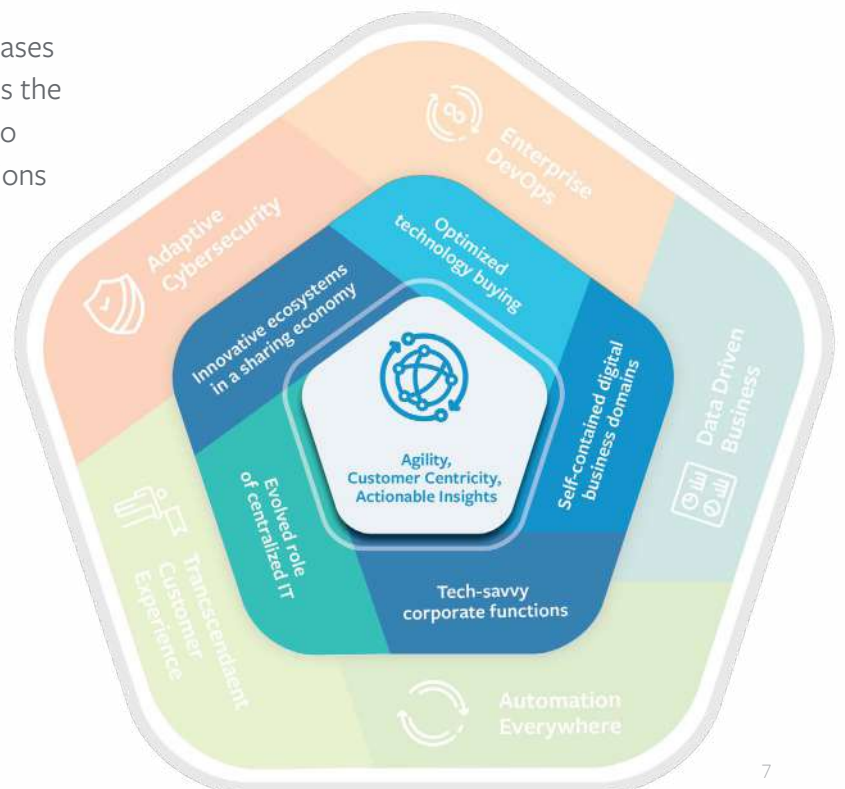 ases
s the
o
ons
Enterprise
DevOps
Adaptive
Cybersecurity
Optimized
technology buying
Innovative ecosystems
in a sharing economy
Data Driven
Business
Self-contained digital
business domains
Agility,
Customer Centricity,
Actionable Insights
Evolved role
of centralized IT
Trancscendaent
Customer
Experience
Tech-savvy
corporate functions
Automation
Everywhere
7